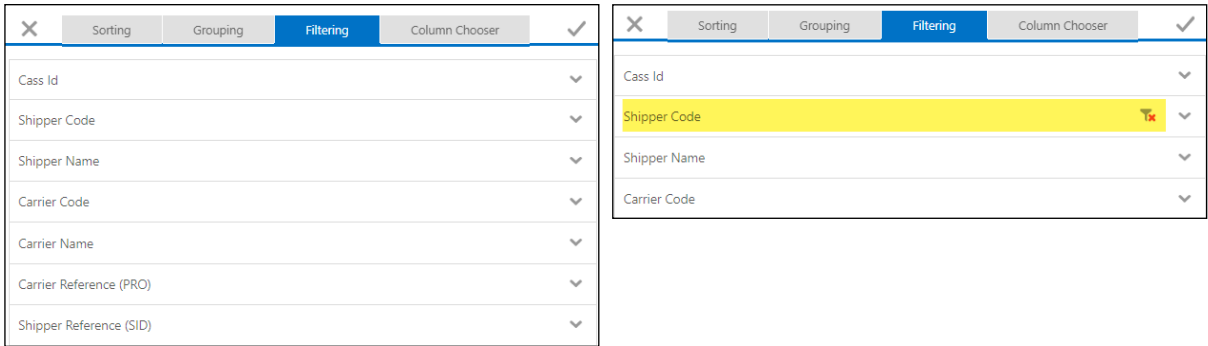 Sorting Grouping Filtering Column Chooser
Cass Id
Shipper Code
Shipper Name
Carrier Code
Carrier Name
Carrier Reference (PRO)
Shipper Reference (SID)
Sorting Grouping Filtering Column Chooser
Cass Id
Shipper Code
Shipper Name
Carrier Code